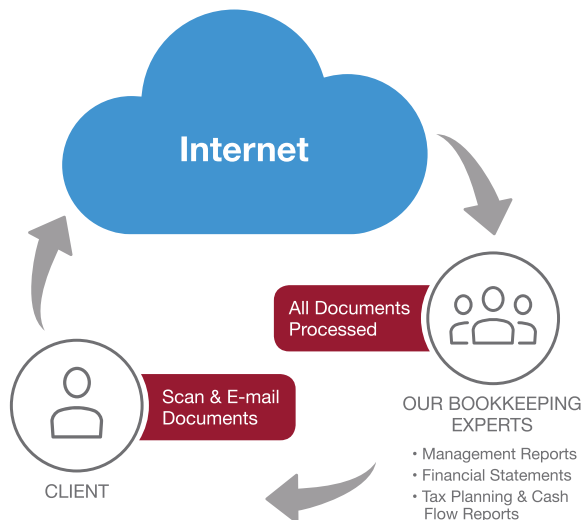 Internet
All Documents
Processed
Scan & E-mail
Documents
CLIENT
OUR BOOKKEEPING
EXPERTS
• Management Reports
• Financial Statements
• Tax Planning & Cash
Flow Reports